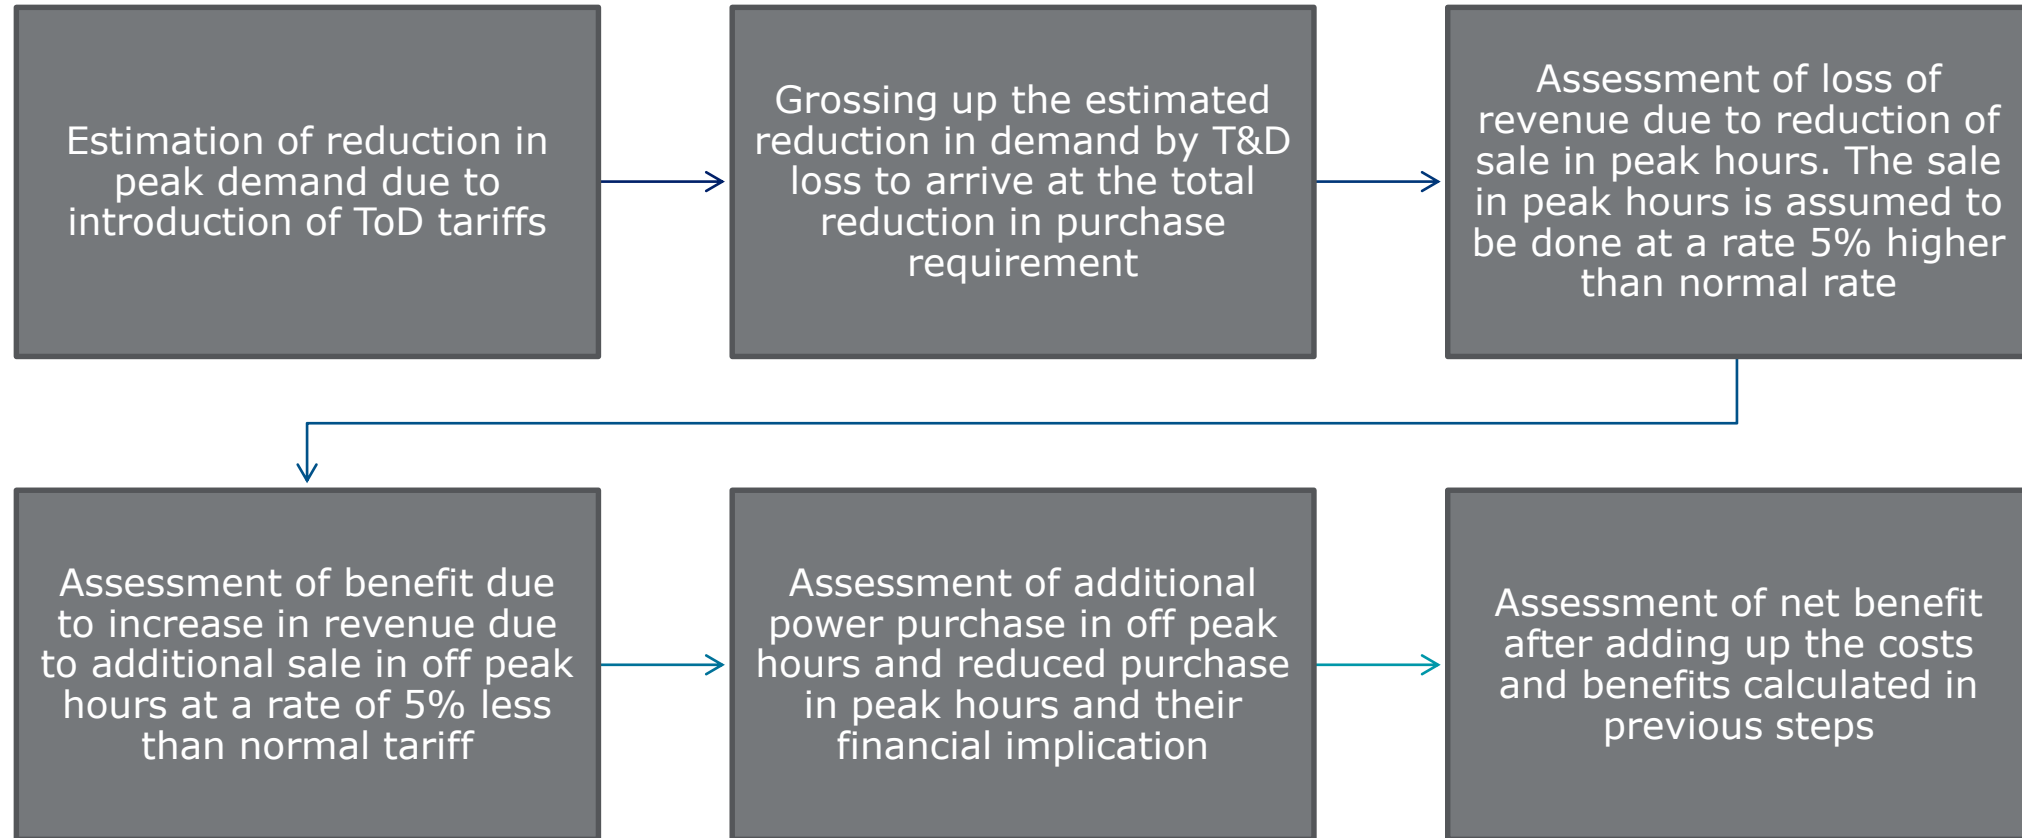 Estimation of reduction in
peak demand due to
introduction of ToD tariffs
Grossing up the estimated
reduction in demand by T&D
loss to arrive at the total
reduction in purchase
requirement
Assessment of loss of
revenue due to reduction of
sale in peak hours. The sale
in peak hours is assumed to
be done at a rate 5% higher
than normal rate
Assessment of benefit due
to increase in revenue due
to additional sale in off peak
hours at a rate of 5% less
than normal tariff
Assessment of additional
power purchase in off peak
hours and reduced purchase
in peak hours and their
financial implication
Assessment of net benefit
after adding up the costs
and benefits calculated in
previous steps